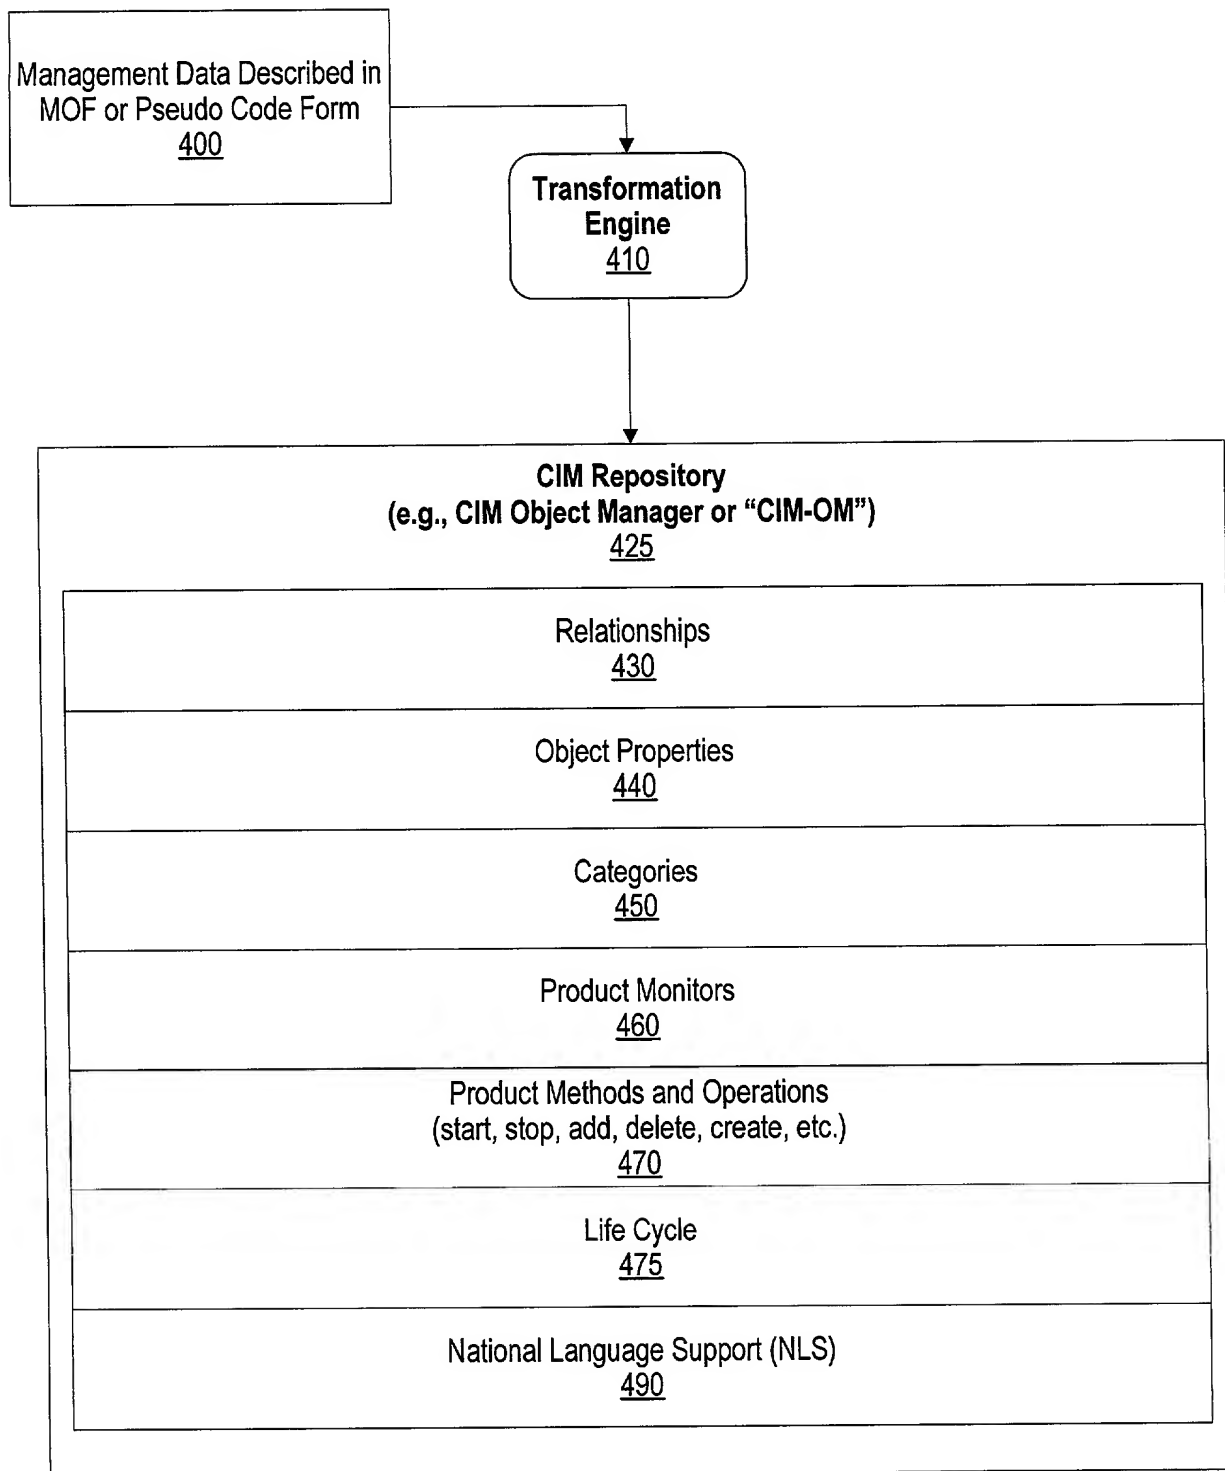 Management Data Described in
MOF or Pseudo Code Form
400
Transformation
Engine
410
CIM Repository
(e.g., CIM Object Manager or “CIM-OM”)
425
Relationships
430
Object Properties
440
Categories
450
Product Monitors
460
Product Methods and Operations
(start, stop, add, delete, create, etc.)
470
Life Cycle
475
National Language Support (NLS)
490